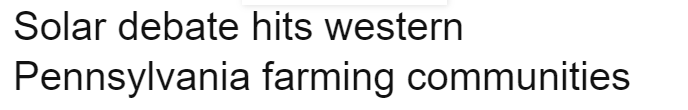 Solar debate hits western
Pennsylvania farming communities